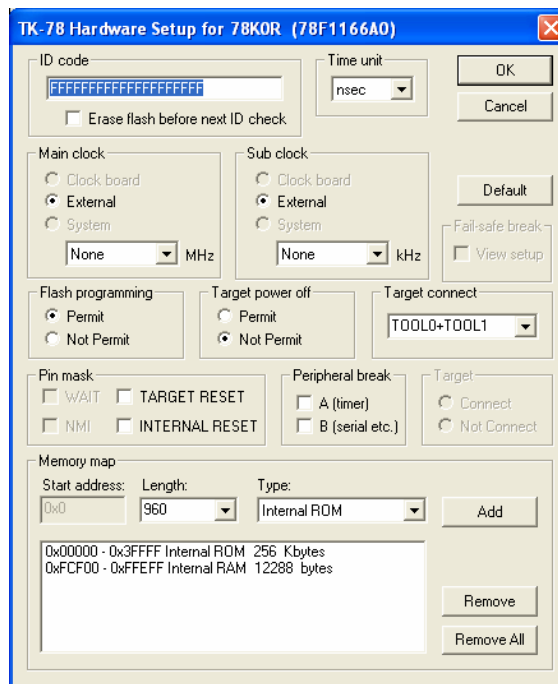 TK-78 Hardware Setup for 78K0R (78F1166A0)
ID code
FFFFFFFFFFFFFFFFFFFF
Erase flash before next ID check
Time unit
nsec
OK
Cancel
Main clock
Clock board
External
System
None MHz
Sub clock
Clock board
External
System
None kHz
Default
Fail-safe break
View setup
Flash programming
Permit
Not Permit
Target power off
Permit
Not Permit
Target connect
TOOL0+TOOL1
Pin mask
WAIT TARGET RESET
NMI INTERNAL RESET
Peripheral break
A (timer)
B (serial etc.)
Target
Connect
Not Connect
Memory map
Start address: Length: Type:
0x0 960 Internal ROM Add
0x00000 - 0x3FFFF Internal ROM 256 Kbytes
0xFCF00 - 0xFFEFF Internal RAM 12288 bytes
Remove
Remove All